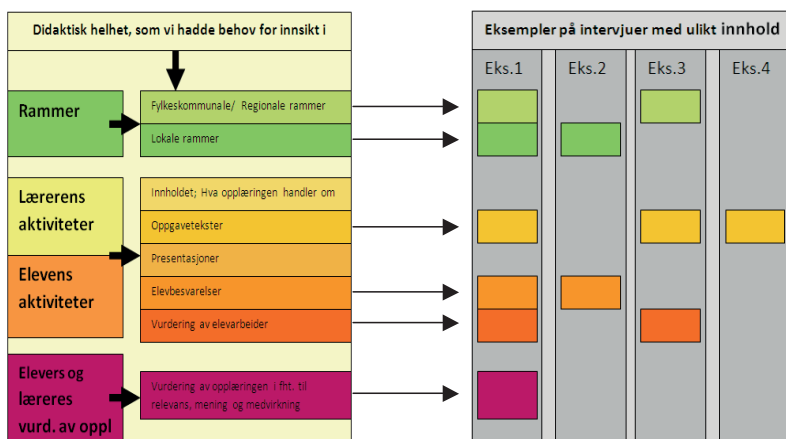 Didaktisk helhet, som vi hadde behov for innsikt i
Rammer
Fylkeskommunale/ Regionale rammer
Lokale rammer
Lærerens
aktiviteter
Elevens
aktiviteter
Innholdet; Hva opplæringen handler om
Oppgavetekster
Presentasjoner
Elevbesvarelser
Vurdering av elevarbeider
Elevers og
læreres
vurd. av oppl
Vurdering av opplæringen i fht. til
relevans, mening og medvirkning
Eksempler på intervjuer med ulikt innhold
Eks.1 Eks.2 Eks.3 Eks.4